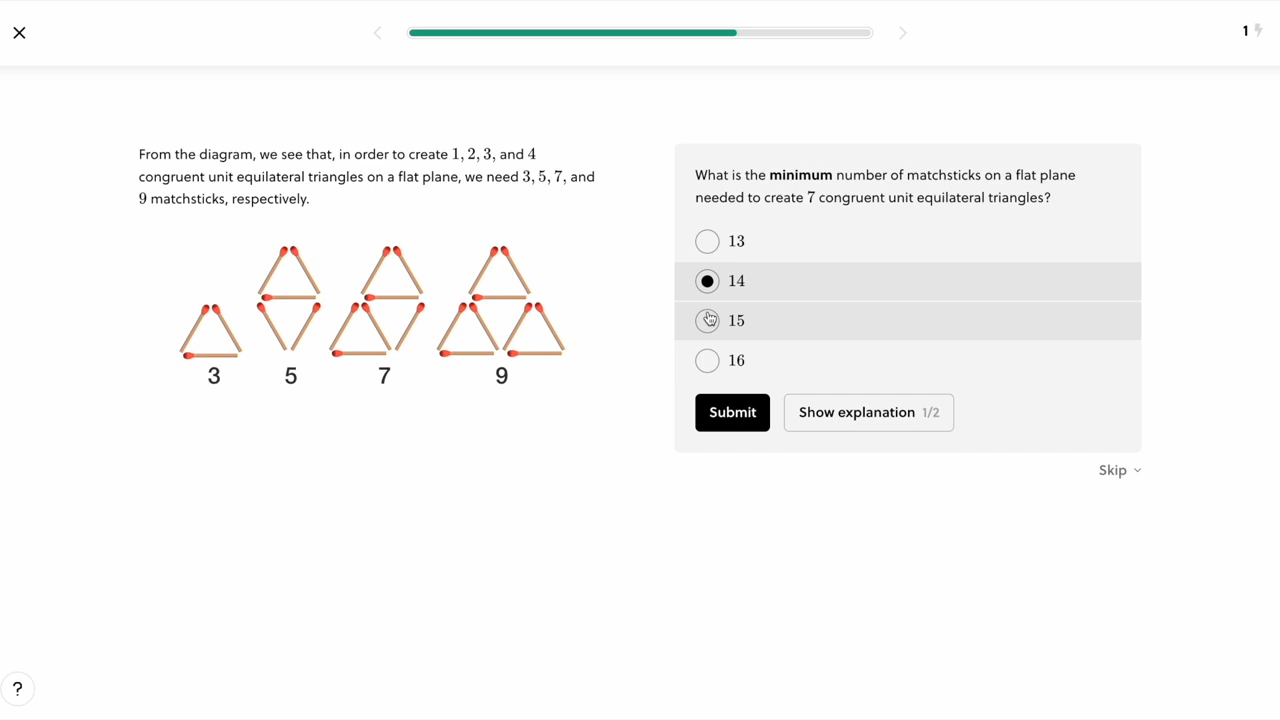 1
From the diagram, we see that, in order to create 1, 2, 3, and 4
congruent unit equilateral triangles on a flat plane, we need 3, 5, 7, and
9 matchsticks, respectively.
3 5 7 9
What is the minimum number of matchsticks on a flat plane
needed to create 7 congruent unit equilateral triangles?
13
14
15
16
Submit Show explanation 1/2
Skip
?